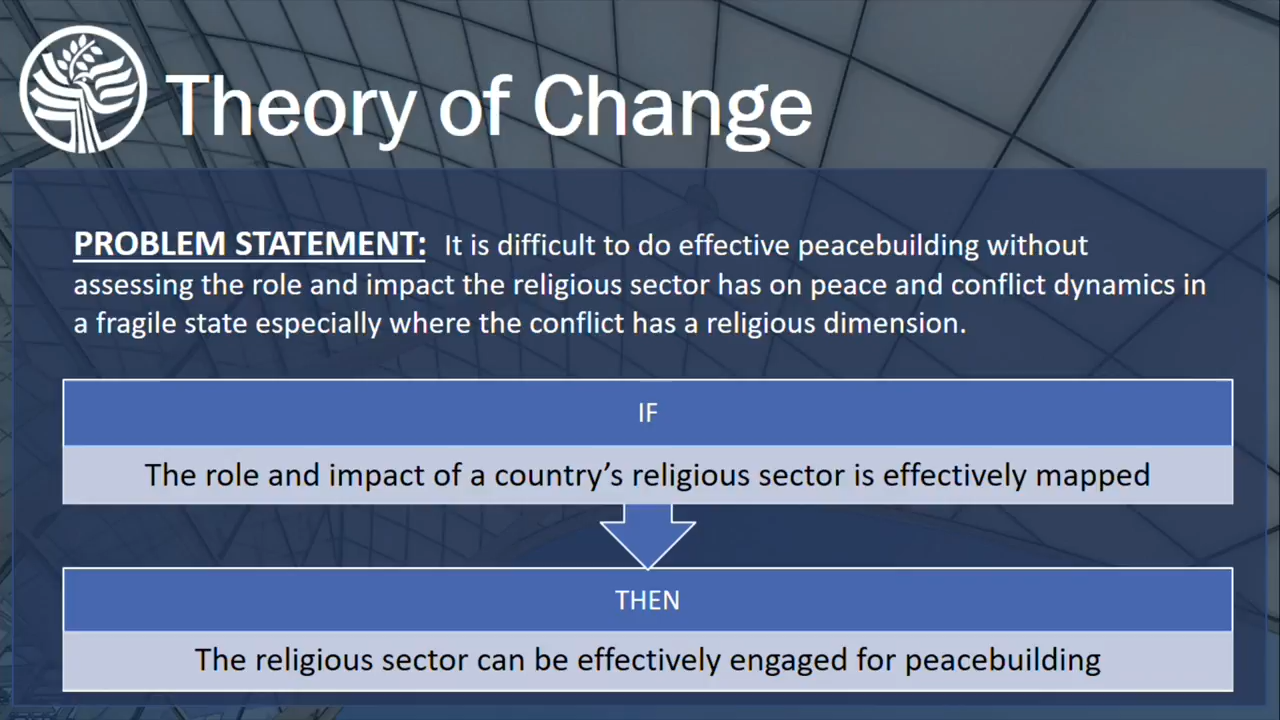 Theory of Change
PROBLEM STATEMENT: It is difficult to do effective peacebuilding without
assessing the role and impact the religious sector has on peace and conflict dynamics in
a fragile state especially where the conflict has a religious dimension.
IF
The role and impact of a country’s religious sector is effectively mapped
THEN
The religious sector can be effectively engaged for peacebuilding